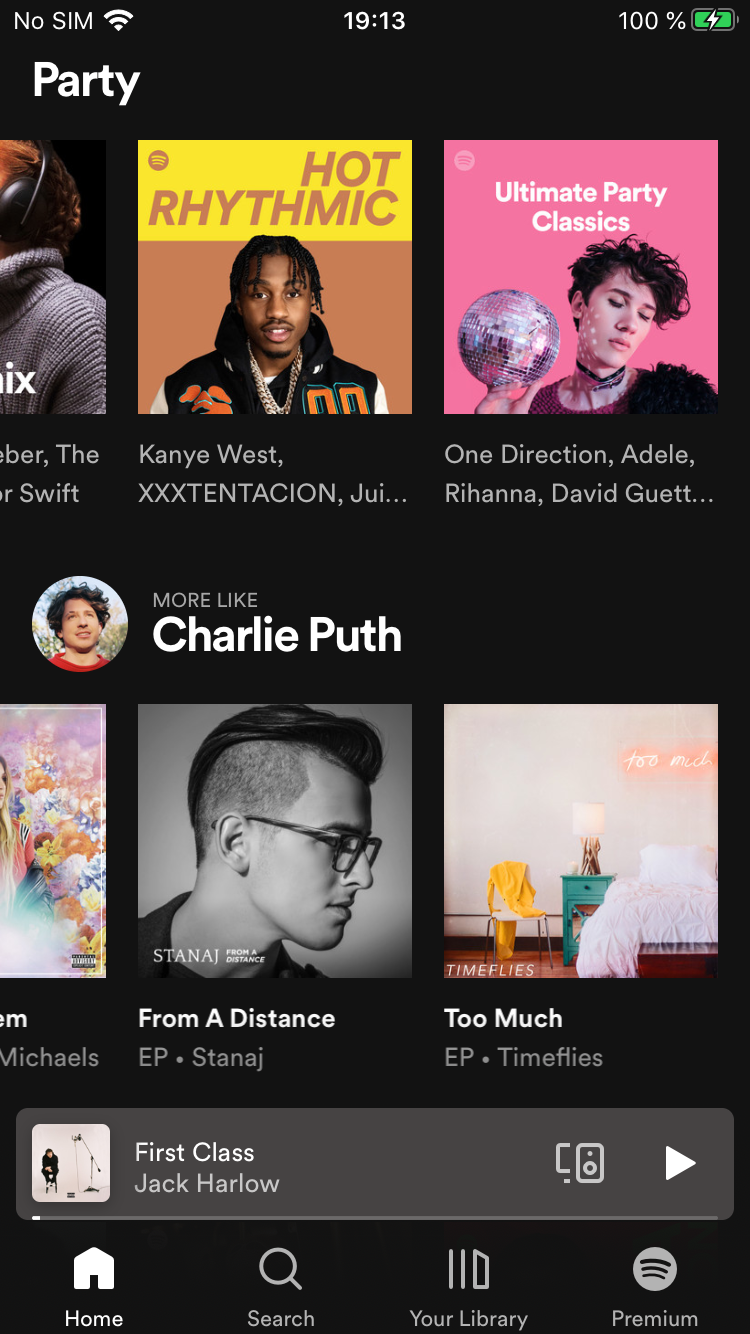 No SIM
19:13
100 %
Party
HOT
RHYTHMIC
Ultimate Party
Classics
ix
eber, The
or Swift
Kanye West,
XXXTENTACION, Jui...
One Direction, Adele,
Rihanna, David Guett...
MORE LIKE
Charlie Puth
too much
STANAJ FROM A
DISTANCE
TIMEFLIES
em
Michaels
From A Distance
EP • Stanaj
Too Much
EP • Timeflies
First Class
Jack Harlow
Home
Search
Your Library
Premium